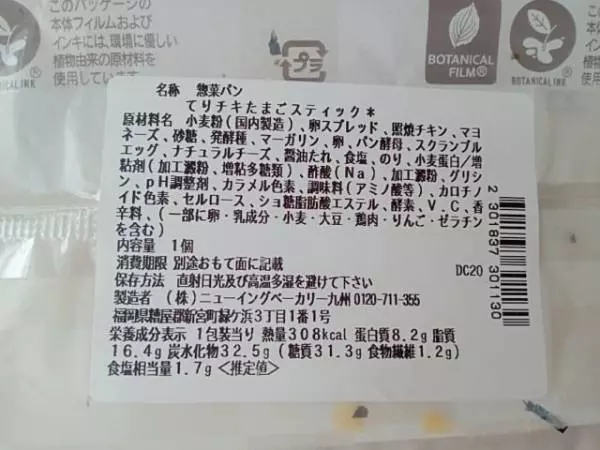 このパッケージの
本体フィルムおよび
インキには、環境に優しい
植物由来の原材料を
使用してい
BOTANICAL INK®
プラ
BOTANICAL
FILM®
BOTANICAL INK®
名称 惣菜パン
てりチキたまごスティック*
原材料名 小麦粉(国内製造)、卵スプレッド、照焼チキン、マヨ
ネーズ、砂糖、発酵種、マーガリン、卵、パン酵母、スクランブル
エッグ、ナチュラルチーズ、醤油たれ、食塩、のり、小麦蛋白/増
粘剤(加工澱粉、増粘多糖類)、酢酸(Na)、加工澱粉、グリシ
ン、pH調整剤、カラメル色素、調味料(アミノ酸等)、カロチノ
イド色素、セルロース、ショ糖脂肪酸エステル、酵素、V.C、香
辛料、(一部に卵・乳成分・小麦・大豆・鶏肉・りんご・ゼラチン
を含む)
内容量 1個
消費期限 別途おもて面に記載
保存方法 直射日光及び高温多湿を避けて下さい
DC20
製造者 (株)ニューイングベーカリー九州 0120-711-355
福岡県糟屋郡新宮町緑ケ浜3丁目1番1号
栄養成分表示 1包装当り 熱量308kcal 蛋白質8.2g 脂質
16.4g 炭水化物32.5g(糖質31.3g 食物繊維1.2g)
食塩相当量1.7g <推定値>
2 301837 301130